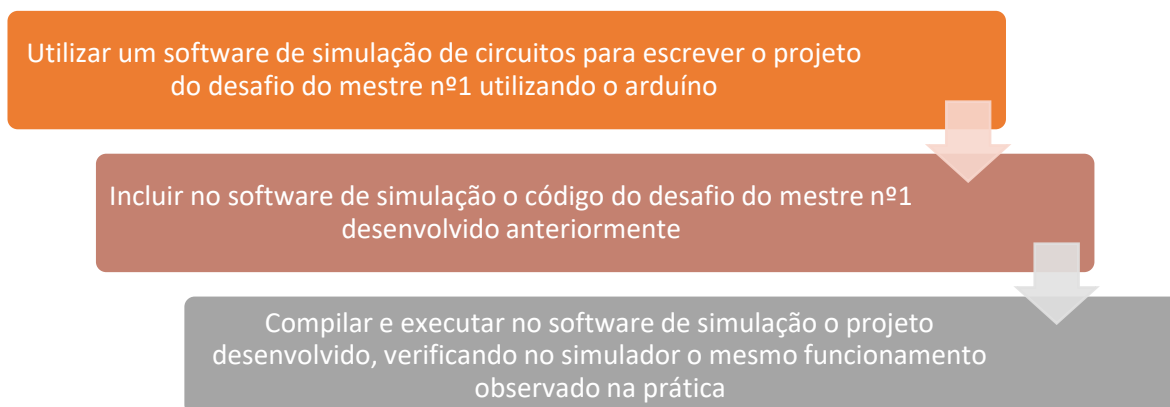 Utilizar um software de simulação de circuitos para escrever o projeto
do desafio do mestre nº1 utilizando o arduíno
Incluir no software de simulação o código do desafio do mestre nº1
desenvolvido anteriormente
Compilar e executar no software de simulação o projeto
desenvolvido, verificando no simulador o mesmo funcionamento
observado na prática